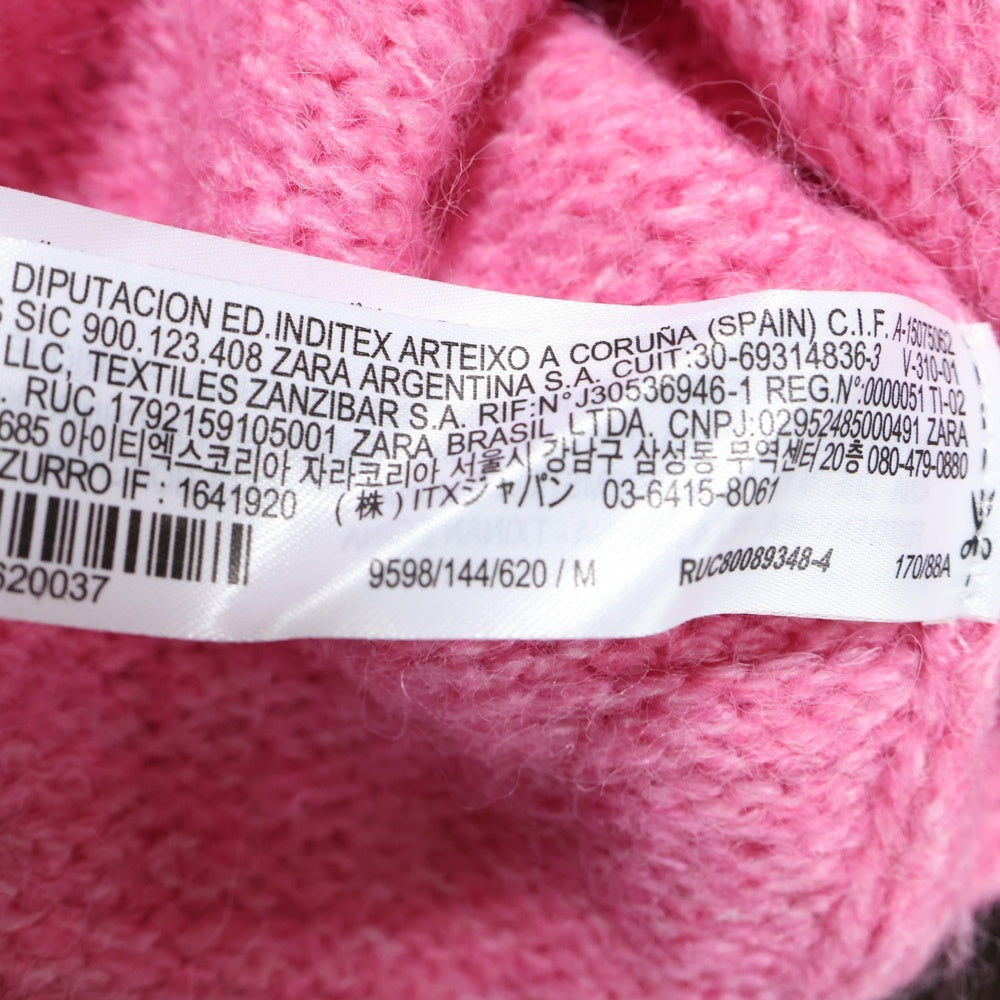 DIPUTACION ED.INDITEX ARTEIXO A CORUÑA (SPAIN) C.I.F. A-15075062
S SIC 900.123.408 ZARA ARGENTINA S.A. CUIT:30-69314836-3 V-310-01
LLC, TEXTILES ZANZIBAR S.A. RIF:N°J30536946-1 REG.N°:0000051 TI-02
. RUC 1792159105001 ZARA BRASIL LTDA. CNPJ:02952485000491 ZARA
685 아이티엑스코리아 자라코리아 서울시 강남구 삼성동 무역센터 20층 080-479-0880
ZURRO IF : 1641920 (株) ITXジャパン 03-6415-8061
620037 9598/144/620 / M RUC80089348-4 170/88A